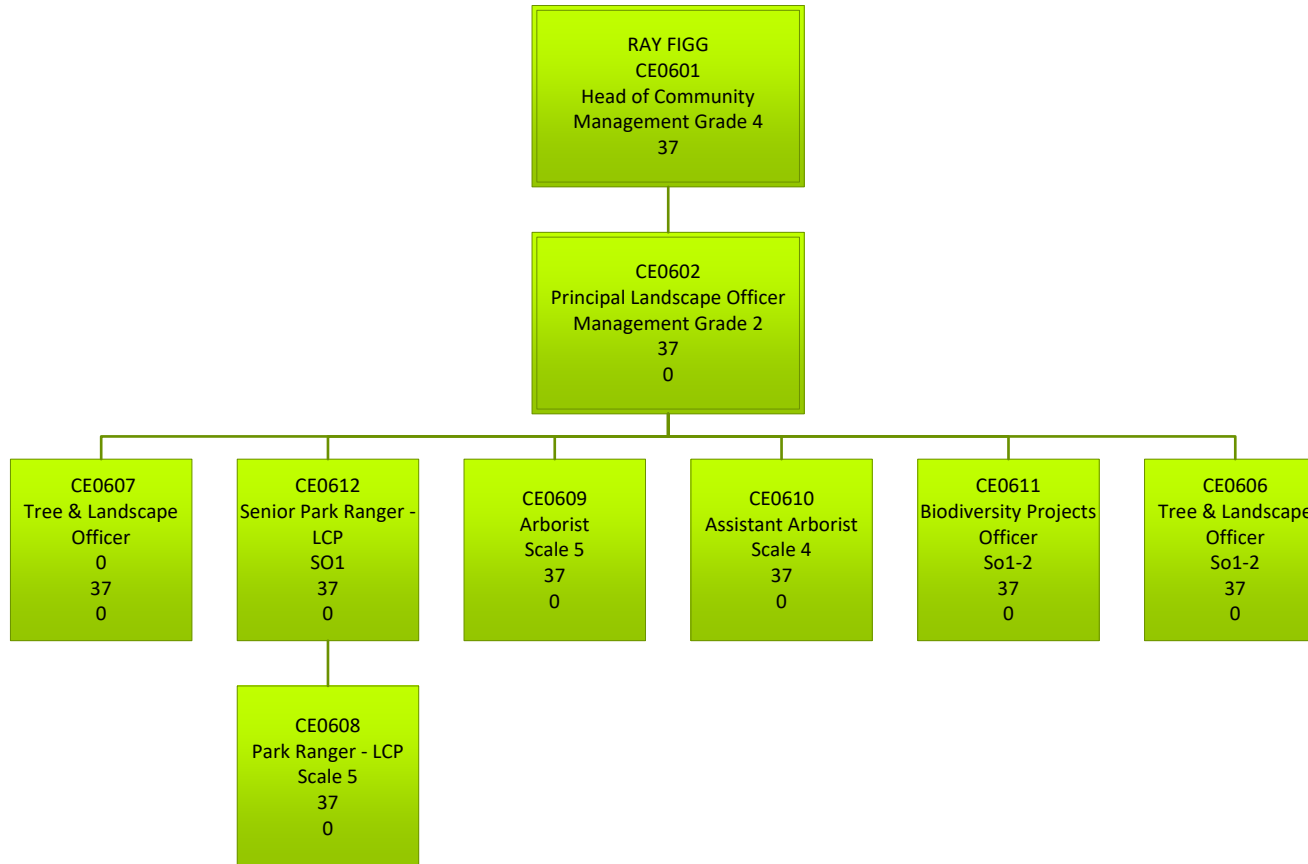 RAY FIGG
CE0601
Head of Community
Management Grade 4
37
CE0602
Principal Landscape Officer
Management Grade 2
37
0
CE0607
Tree & Landscape
Officer
0
37
0
CE0612
Senior Park Ranger -
LCP
SO1
37
0
CE0609
Arborist
Scale 5
37
0
CE0610
Assistant Arborist
Scale 4
37
0
CE0611
Biodiversity Projects
Officer
So1-2
37
0
CE0606
Tree & Landscape
Officer
So1-2
37
0
CE0608
Park Ranger - LCP
Scale 5
37
0